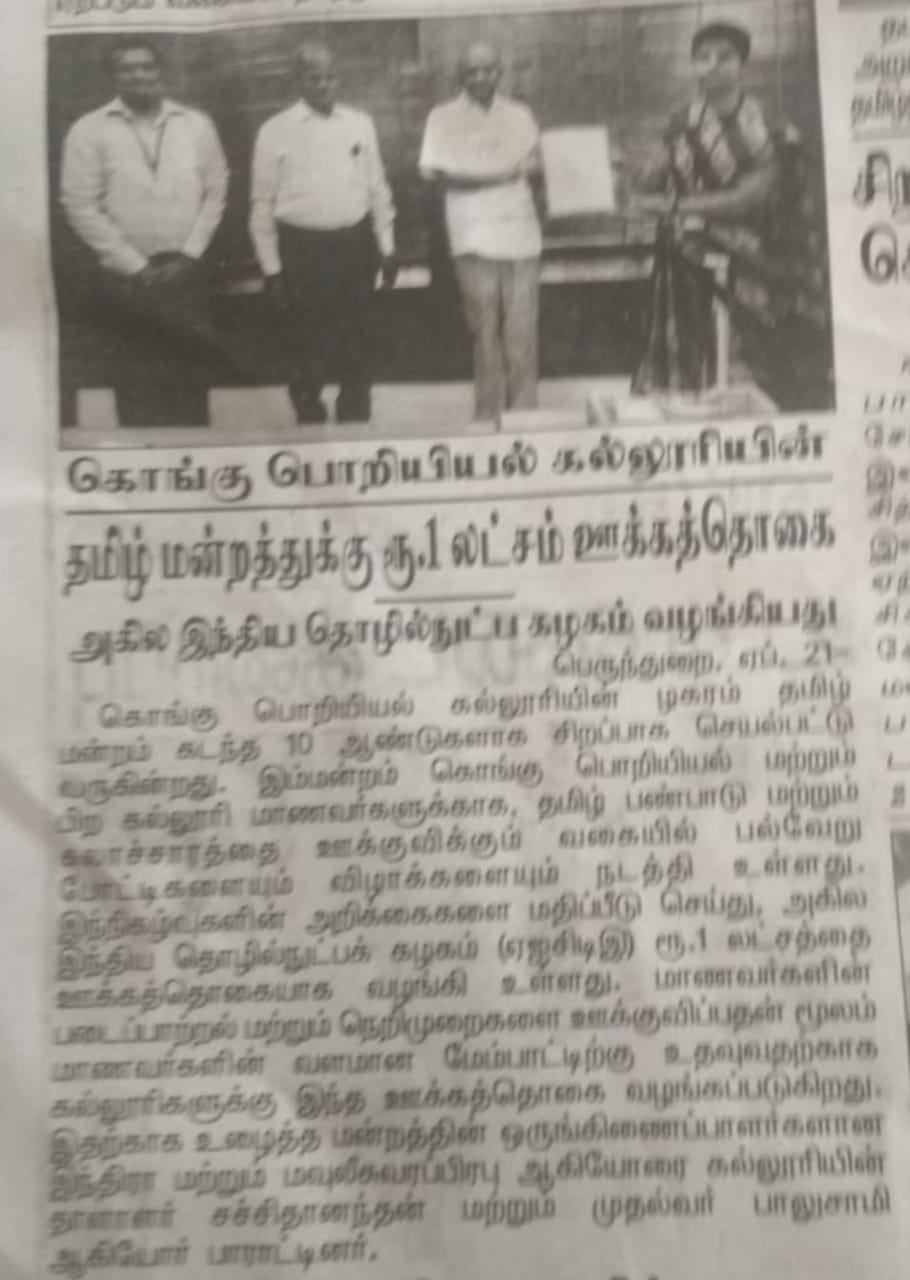 கொங்கு பொறியியல் கல்லூரியின்
தமிழ் மன்றத்துக்கு ரூ.1 லட்சம் ஊக்கத்தொகை
அகில இந்திய தொழில்நுட்ப கழகம் வழங்கியது
பெருந்துறை, ஏப். 21-
கொங்கு பொறியியல் கல்லூரியின் முகரம் தமிழ்
மன்றம் கடந்த 10 ஆண்டுகளாக சிறப்பாக செயல்பட்டு
வருகின்றது. இம்மன்றம் கொங்கு பொறியியல் மற்றும்
பிற கல்லூரி மாணவர்களுக்காக, தமிழ் பண்பாடு மற்றும்
கலாச்சாரத்தை ஊக்குவிக்கும் வகையில் பல்வேறு
போட்டிகளையும் விழாக்களையும் நடத்தி உள்ளது.
இந்நிகழ்வுகளின் அறிக்கைகளை மதிப்பீடு செய்து, அகில
இந்திய தொழில்நுட்பக் கழகம் (ஏஐசிடிஇ) ரூ.1 லட்சத்தை
ஊக்கத்தொகையாக வழங்கி உள்ளது. மாணவர்களின்
படைப்பாற்றல் மற்றும் நெறிமுறைகளை ஊக்குவிப்பதன் மூலம்
மாணவர்களின் வளமான மேம்பாட்டிற்கு உதவுவதற்காக
கல்லூரிகளுக்கு இந்த ஊக்கத்தொகை வழங்கப்படுகிறது.
இதற்காக உழைத்த மன்றத்தின் ஒருங்கிணைப்பாளர்களான
இந்திரா மற்றும் மவுலீசுவரப்பிரபு ஆகியோரை கல்லூரியின்
தாளாளர் சச்சிதானந்தன் மற்றும் முதல்வர் பாலுசாமி
ஆகியோர் பாராட்டினர்.